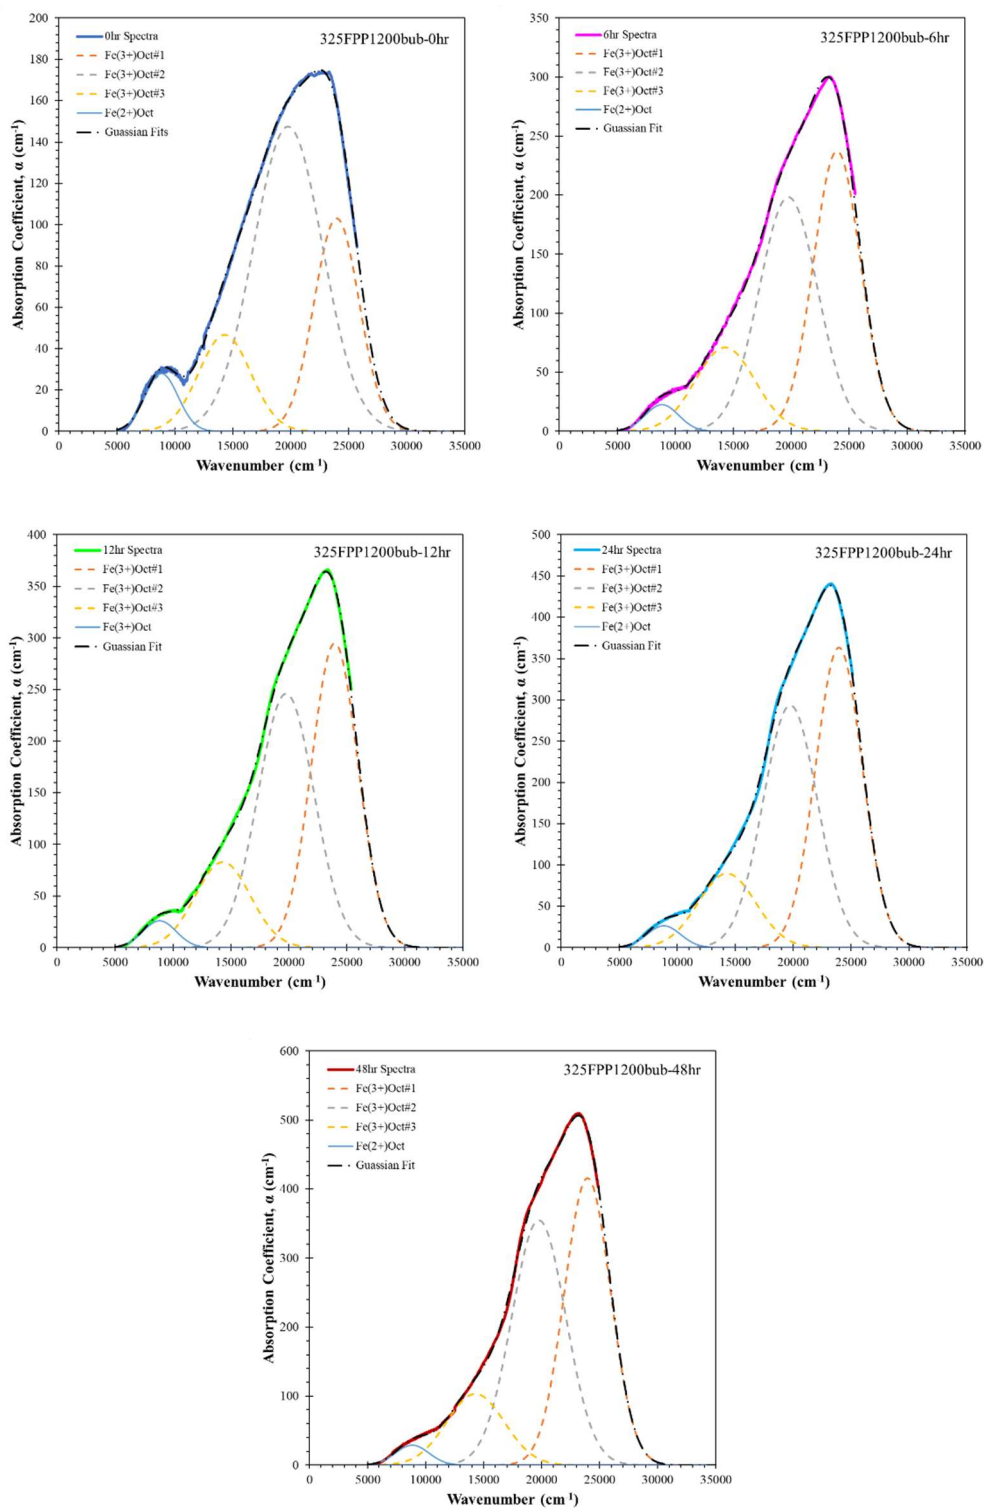 325FPP1200bub-0hr
0hr Spectra
Fe(3+)Oct#1
Fe(3+)Oct#2
Fe(3+)Oct#3
Fe(2+)Oct
Guassian Fits
Absorption Coefficient, α (cm-1)
200
180
160
140
120
100
80
60
40
20
0
0 5000 10000 15000 20000 25000 30000 35000
Wavenumber (cm-1)
325FPP1200bub-6hr
6hr Spectra
Fe(3+)Oct#1
Fe(3+)Oct#2
Fe(3+)Oct#3
Fe(2+)Oct
Guassian Fit
Absorption Coefficient, α (cm-1)
350
300
250
200
150
100
50
0
0 5000 10000 15000 20000 25000 30000 35000
Wavenumber (cm-1)
325FPP1200bub-12hr
12hr Spectra
Fe(3+)Oct#1
Fe(3+)Oct#2
Fe(3+)Oct#3
Fe(3+)Oct
Guassian Fit
Absorption Coefficient, α (cm-1)
400
350
300
250
200
150
100
50
0
0 5000 10000 15000 20000 25000 30000 35000
Wavenumber (cm-1)
325FPP1200bub-24hr
24hr Spectra
Fe(3+)Oct#1
Fe(3+)Oct#2
Fe(3+)Oct#3
Fe(2+)Oct
Guassian Fit
Absorption Coefficient, α (cm-1)
500
450
400
350
300
250
200
150
100
50
0
0 5000 10000 15000 20000 25000 30000 35000
Wavenumber (cm-1)
325FPP1200bub-48hr
48hr Spectra
Fe(3+)Oct#1
Fe(3+)Oct#2
Fe(3+)Oct#3
Fe(2+)Oct
Guassian Fit
Absorption Coefficient, α (cm-1)
600
500
400
300
200
100
0
0 5000 10000 15000 20000 25000 30000 35000
Wavenumber (cm-1)